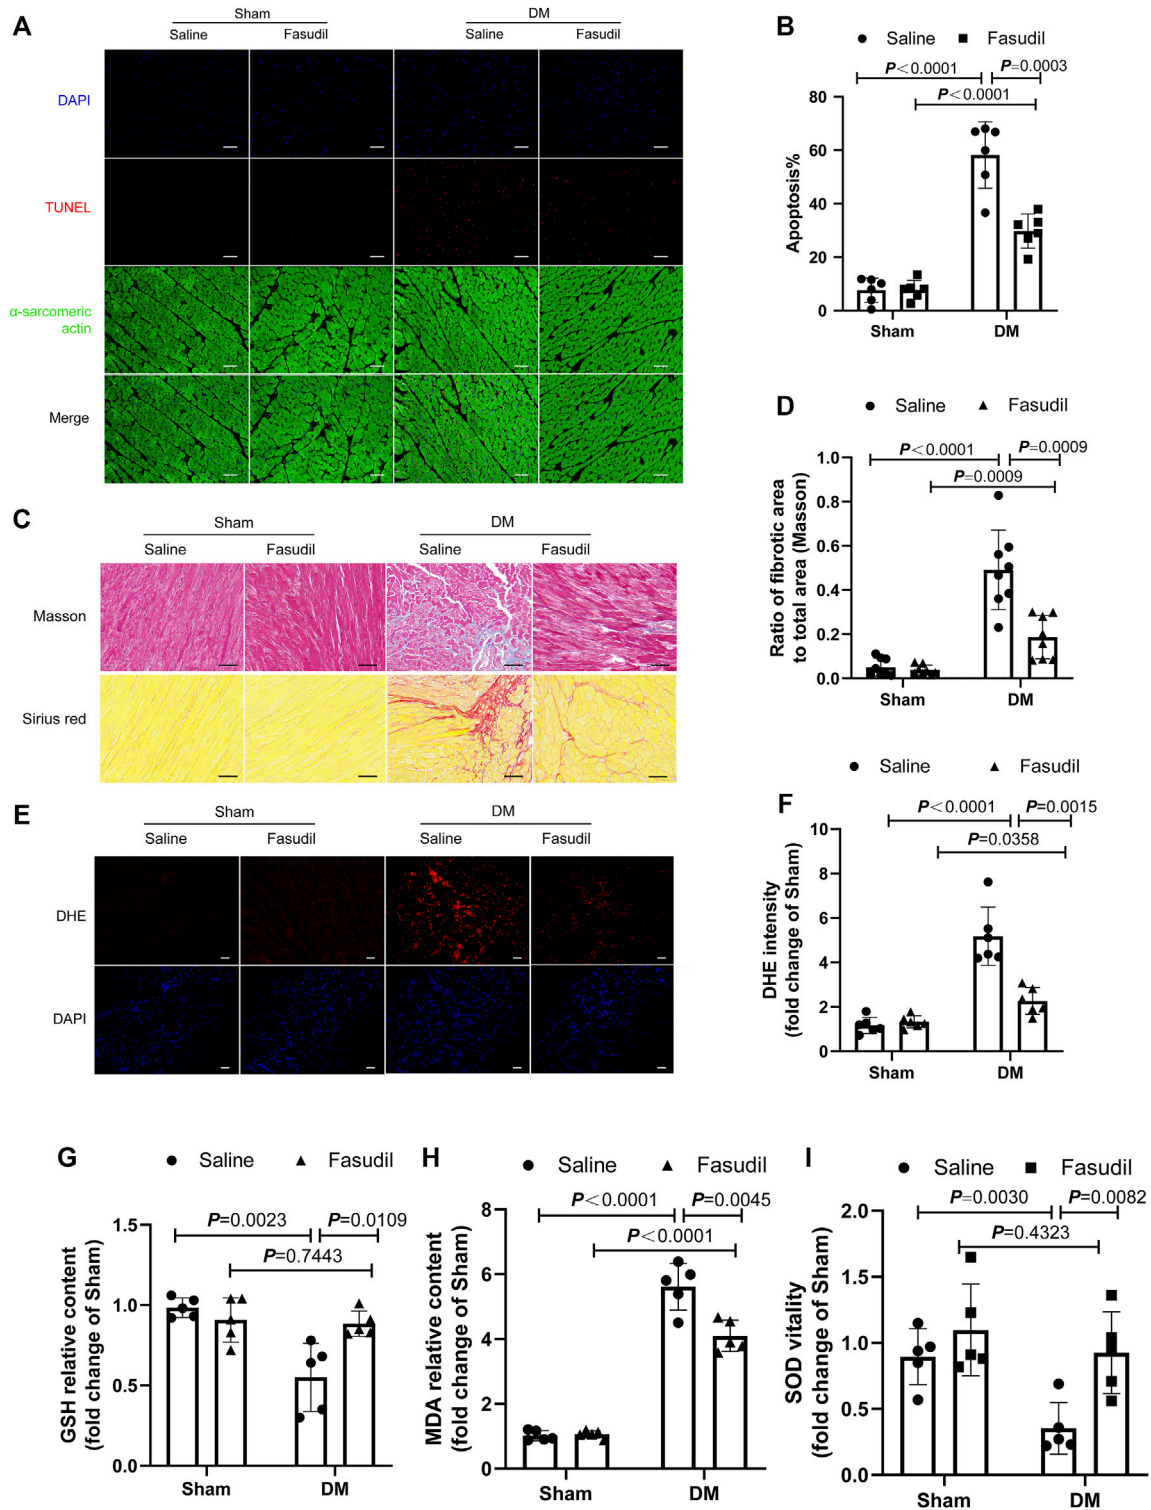 A
Sham
DM
Saline
Fasudil
Saline
Fasudil
DAPI
TUNEL
α-sarcomeric
actin
Merge
B
Saline
Fasudil
P<0.0001
P=0.0003
P<0.0001
Apoptosis%
80
60
40
20
0
Sham
DM
C
Sham
DM
Saline
Fasudil
Saline
Fasudil
Masson
Sirius red
D
Saline
Fasudil
P<0.0001
P=0.0009
P=0.0009
Ratio of fibrotic area
to total area (Masson)
1.0
0.8
0.6
0.4
0.2
0.0
Sham
DM
E
Sham
DM
Saline
Fasudil
Saline
Fasudil
DHE
DAPI
F
Saline
Fasudil
P<0.0001
P=0.0015
P=0.0358
DHE intensity
(fold change of Sham)
10
8
6
4
2
0
Sham
DM
G
Saline
Fasudil
P=0.0023
P=0.0109
P=0.7443
GSH relative content
(fold change of Sham)
1.5
1.0
0.5
0.0
Sham
DM
H
Saline
Fasudil
P<0.0001
P=0.0045
P<0.0001
MDA relative content
(fold change of Sham)
8
6
4
2
0
Sham
DM
I
Saline
Fasudil
P=0.0030
P=0.0082
P=0.4323
SOD vitality
(fold change of Sham)
2.0
1.5
1.0
0.5
0.0
Sham
DM